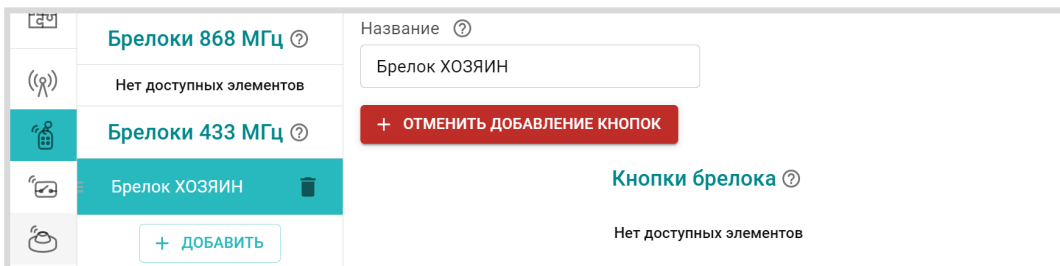 Брелоки 868 МГц
Нет доступных элементов
Брелоки 433 МГц
Брелок ХОЗЯИН
+ ДОБАВИТЬ
Название
Брелок ХОЗЯИН
+ ОТМЕНИТЬ ДОБАВЛЕНИЕ КНОПОК
Кнопки брелока
Нет доступных элементов